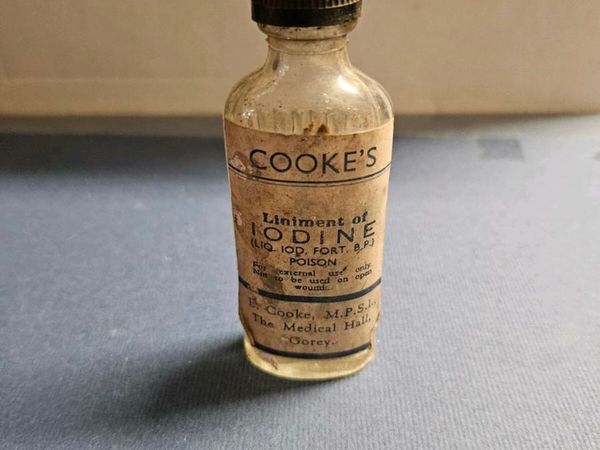 COOKE'S
Liniment of
IODINE
(LIQ. IOD. FORT. B.P.)
POISON
For external use only.
Not to be used on open
wound.
E. Cooke, M.P.S.I.,
The Medical Hall,
Gorey.